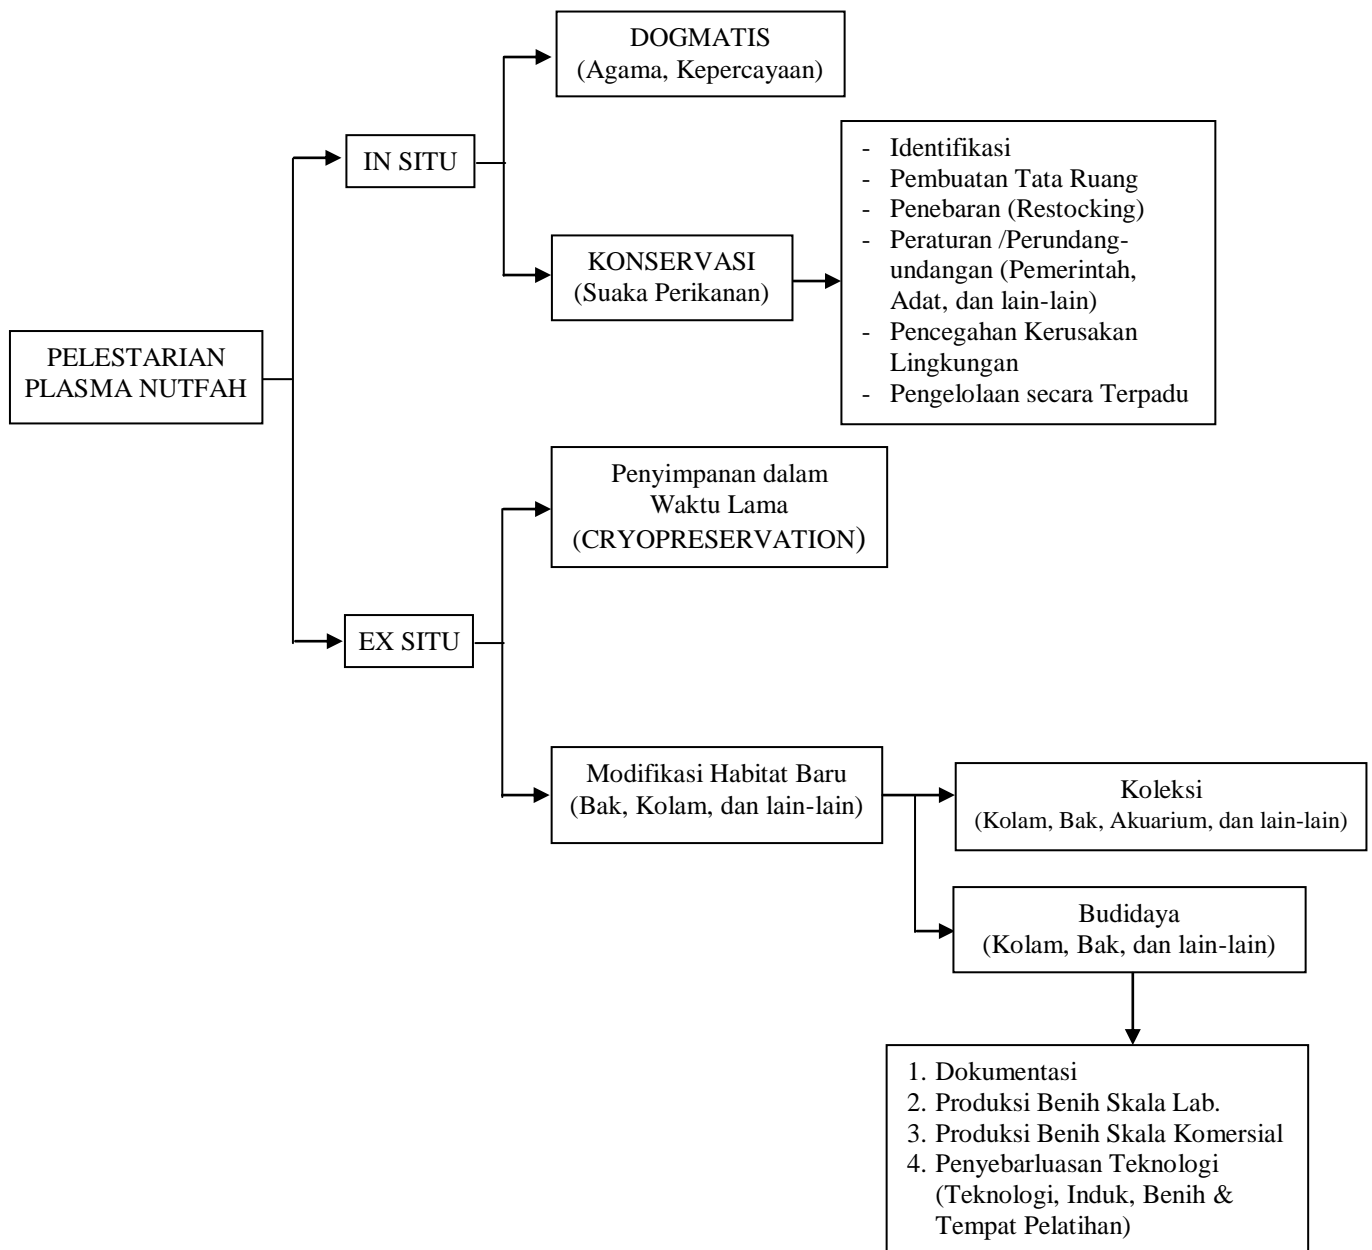 DOGMATIS
(Agama, Kepercayaan)
IN SITU
- Identifikasi
- Pembuatan Tata Ruang
- Penebaran (Restocking)
- Peraturan /Perundang-
undangan (Pemerintah,
Adat, dan lain-lain)
- Pencegahan Kerusakan
Lingkungan
- Pengelolaan secara Terpadu
KONSERVASI
(Suaka Perikanan)
PELESTARIAN
PLASMA NUTFAH
Penyimpanan dalam
Waktu Lama
(CRYOPRESERVATION)
EX SITU
Modifikasi Habitat Baru
(Bak, Kolam, dan lain-lain)
Koleksi
(Kolam, Bak, Akuarium, dan lain-lain)
Budidaya
(Kolam, Bak, dan lain-lain)
1. Dokumentasi
2. Produksi Benih Skala Lab.
3. Produksi Benih Skala Komersial
4. Penyebarluasan Teknologi
(Teknologi, Induk, Benih &
Tempat Pelatihan)